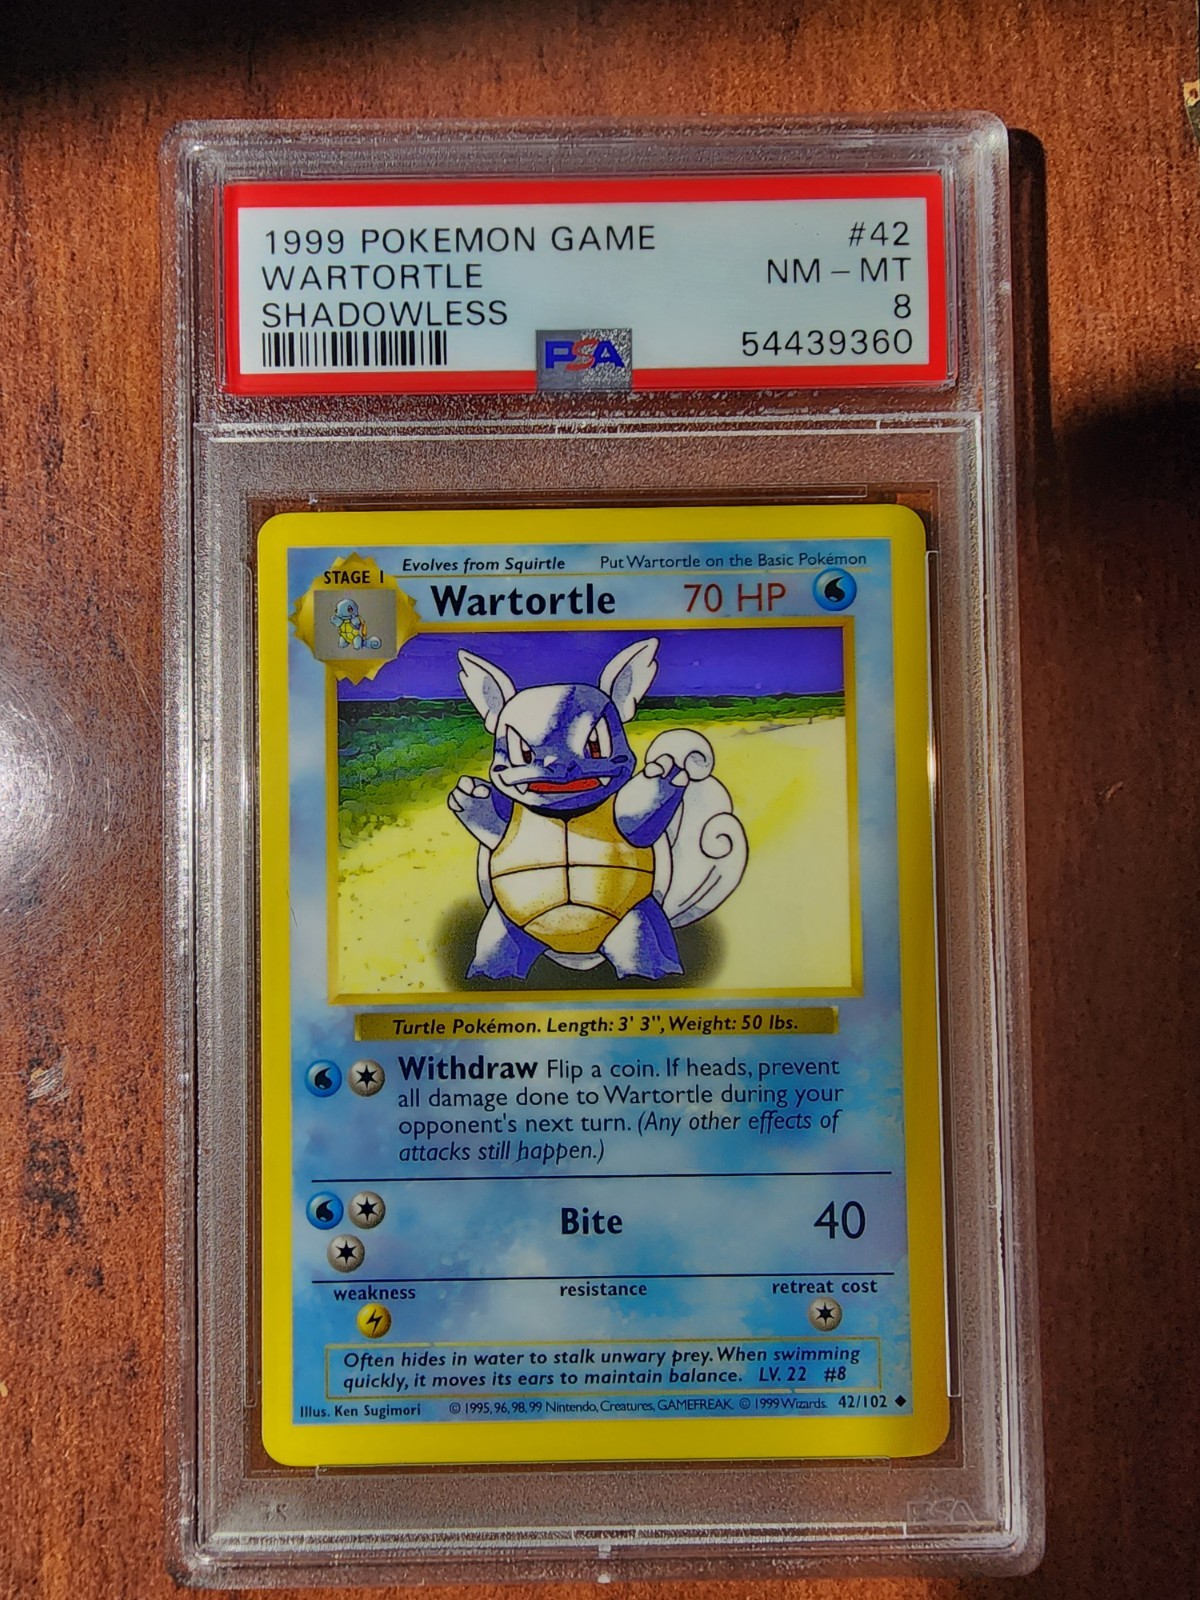 1999 POKEMON GAME #42
WARTORTLE NM - MT
SHADOWLESS 8
PSA 54439360
Evolves from Squirtle Put Wartortle on the Basic Pokémon
STAGE 1 Wartortle 70 HP
Turtle Pokémon. Length: 3' 3", Weight: 50 lbs.
Withdraw Flip a coin. If heads, prevent
all damage done to Wartortle during your
opponent's next turn. (Any other effects of
attacks still happen.)
Bite 40
weakness resistance retreat cost
Often hides in water to stalk unwary prey. When swimming
quickly, it moves its ears to maintain balance. LV. 22 #8
Illus. Ken Sugimori © 1995, 96, 98, 99 Nintendo, Creatures, GAMEFREAK. © 1999 Wizards. 42/102
PSA